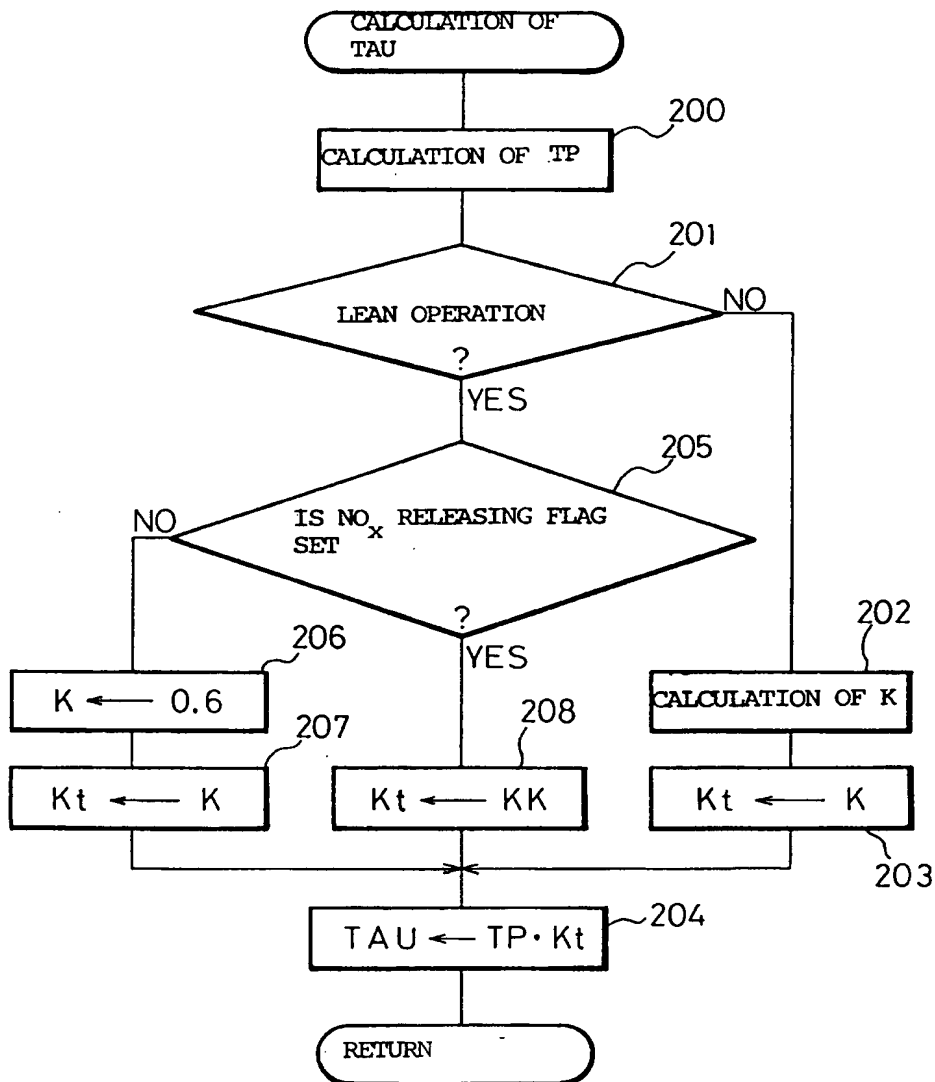 CALCULATION OF
TAU
200
CALCULATION OF TP
201
LEAN OPERATION
?
NO
YES
205
IS NOx RELEASING FLAG
SET
?
NO
YES
206
K ← 0.6
202
CALCULATION OF K
207
Kt ← K
208
Kt ← KK
Kt ← K
203
204
TAU ← TP·Kt
RETURN